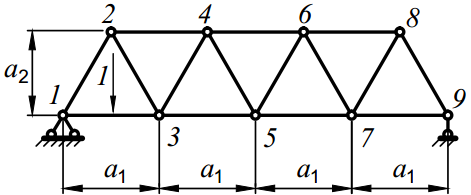 2 4 6 8
a₂ 1 1
3 5 7 9
a₁ a₁ a₁ a₁